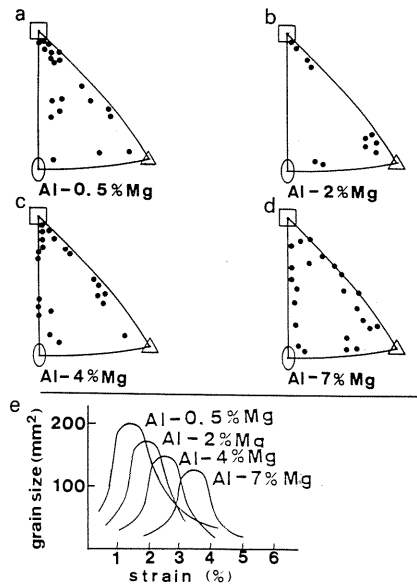 a
b
Al-0.5%Mg
Al-2%Mg
c
d
Al-4%Mg
Al-7%Mg
e
grain size (mm²)
200
100
Al-0.5%Mg
Al-2%Mg
Al-4%Mg
Al-7%Mg
1 2 3 4 5 6
strain (%)